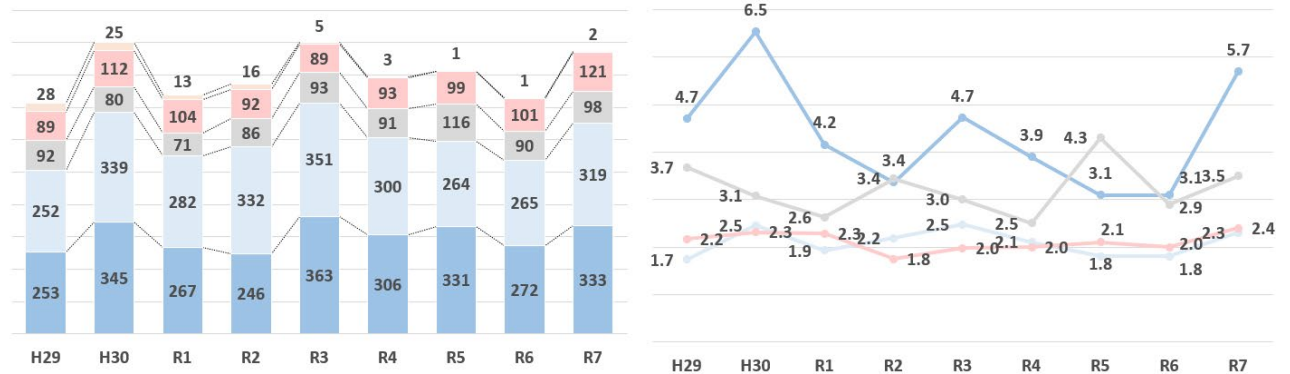 28 25 13 16 5 3 1 1 2
89 112 104 92 89 93 99 101 121
92 80 71 86 93 91 116 90 98
252 339 282 332 351 300 264 265 319
253 345 267 246 363 306 331 272 333
H29 H30 R1 R2 R3 R4 R5 R6 R7
4.7 6.5 4.2 3.4 4.7 3.9 3.1 3.1 5.7
3.7 3.1 2.6 3.4 3.0 2.5 4.3 2.9 3.5
2.2 2.3 2.3 1.8 2.0 2.0 2.1 2.0 2.4
1.7 2.5 1.9 2.2 2.5 2.1 1.8 1.8 2.3
H29 H30 R1 R2 R3 R4 R5 R6 R7